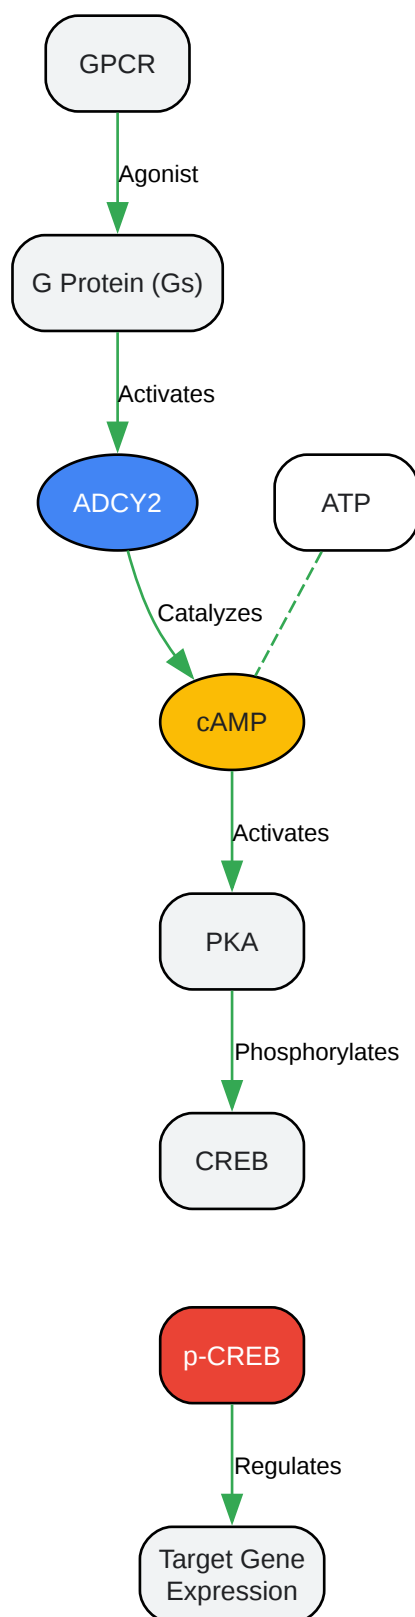 GPCR
Agonist
G Protein (Gs)
Activates
ADCY2
ATP
Catalyzes
cAMP
Activates
PKA
Phosphorylates
CREB
p-CREB
Regulates
Target Gene
Expression